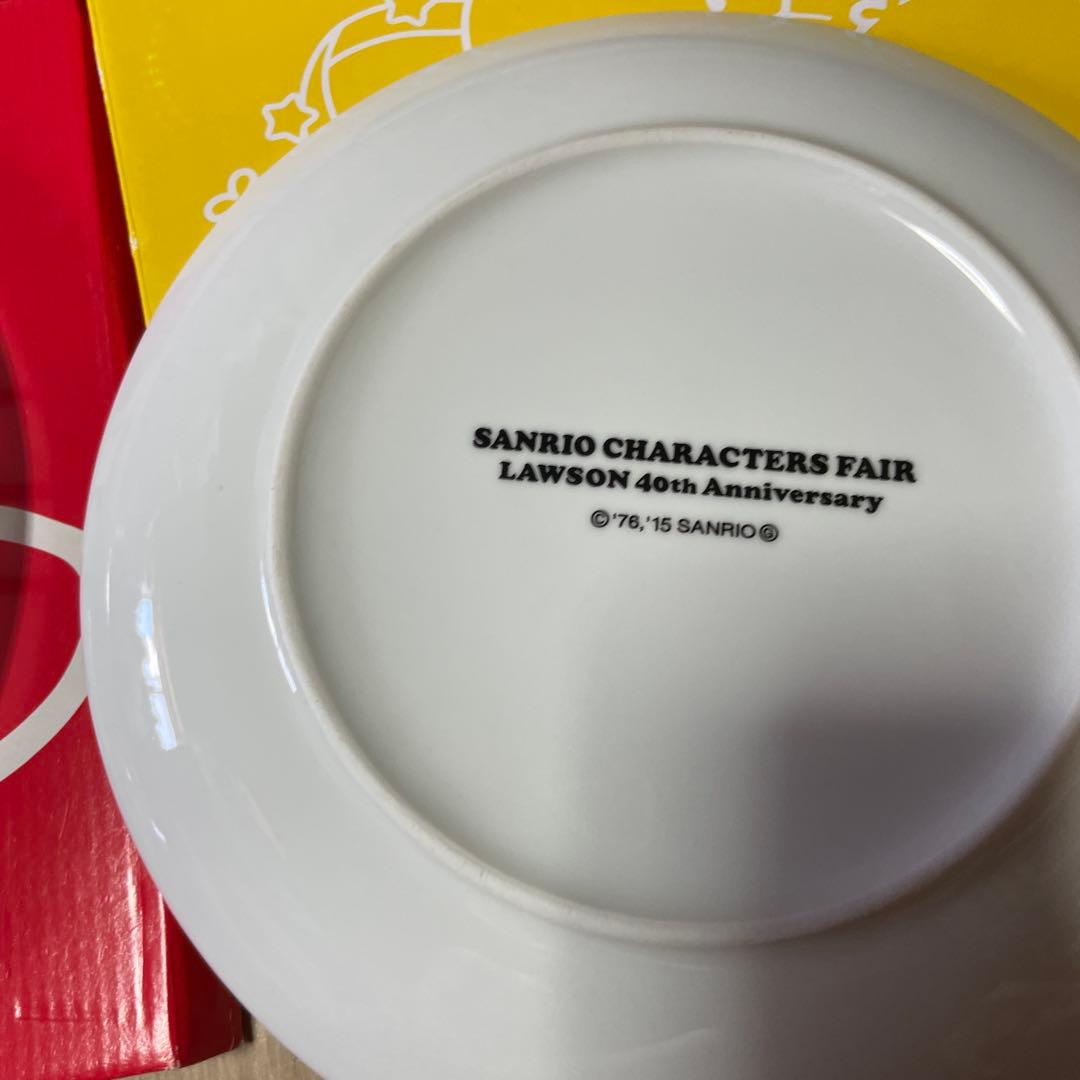 SANRIO CHARACTERS FAIR
LAWSON 40th Anniversary
©'76,'15 SANRIO Ⓖ